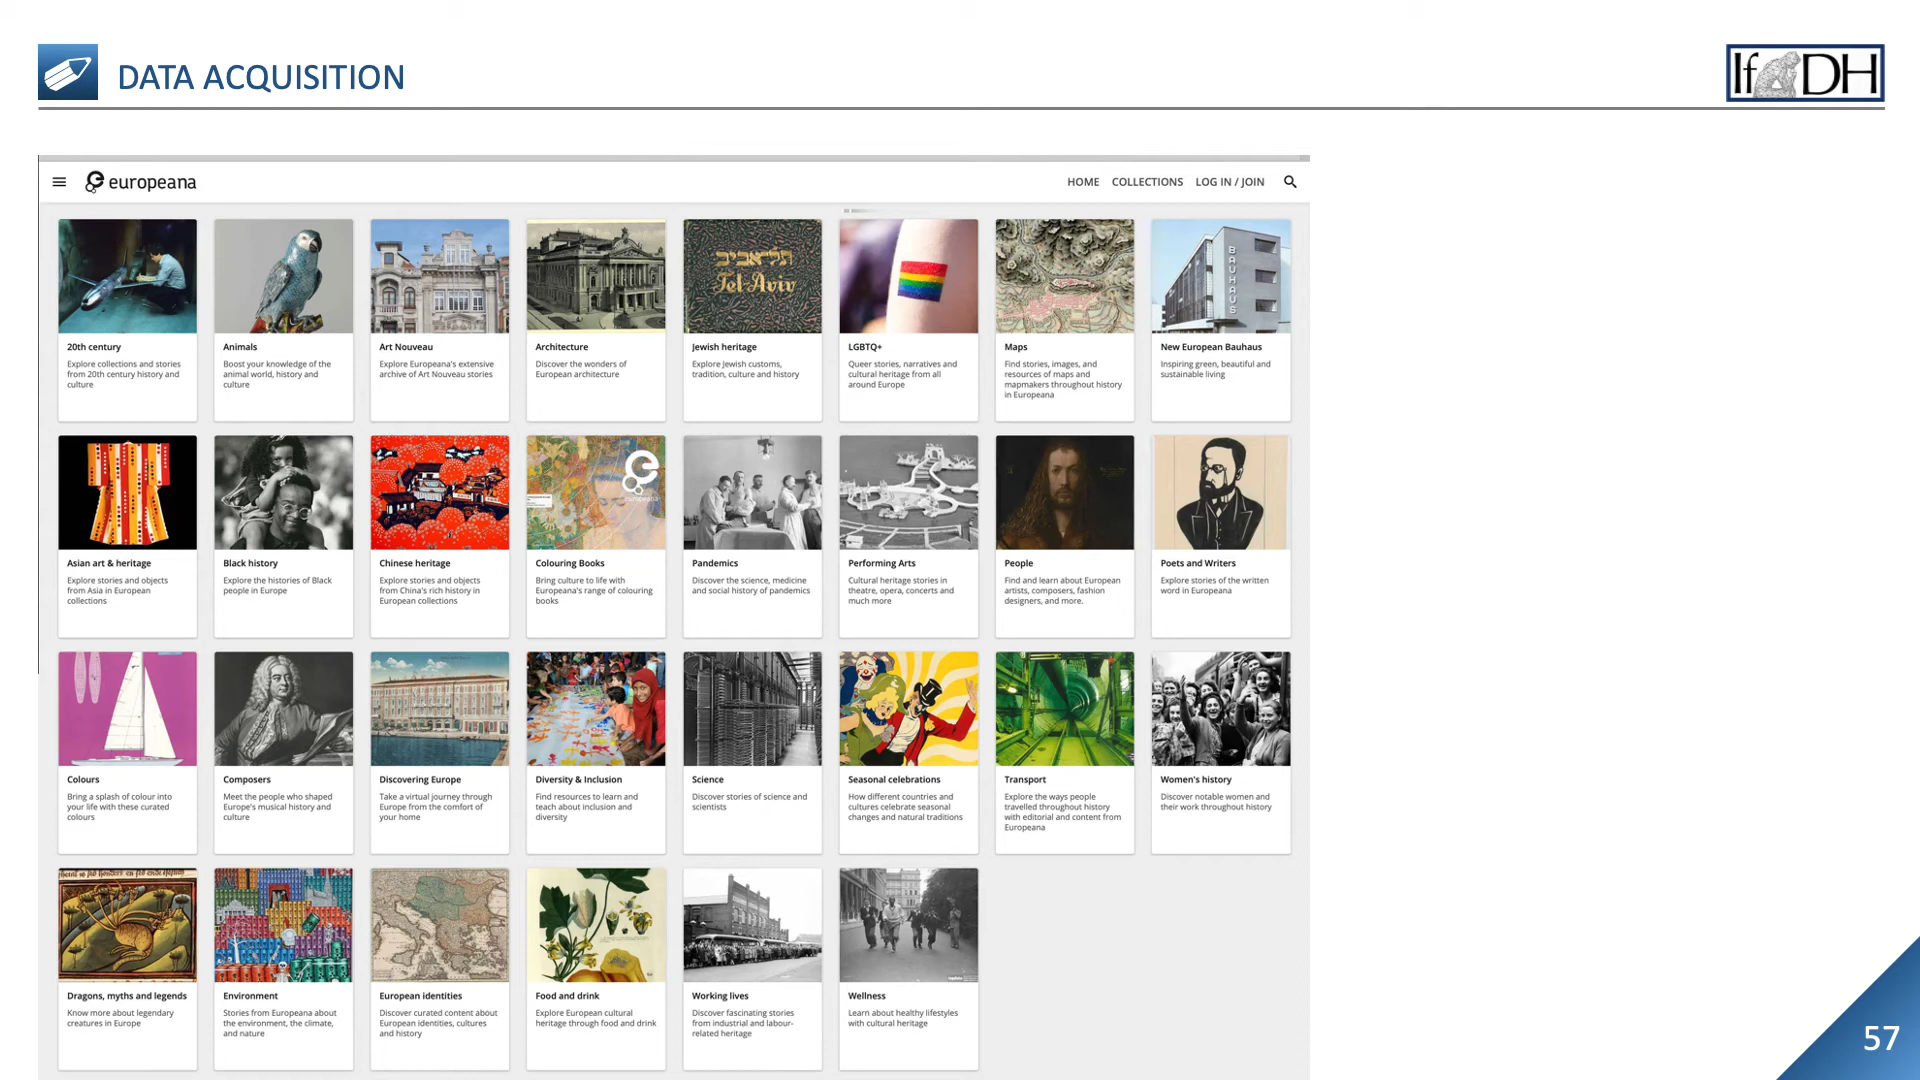 DATA ACQUISITION
IfDH
europeana
HOME COLLECTIONS LOG IN / JOIN
תל־אביב
Tel Aviv
BAUHAUS
20th century
Explore collections and stories
from 20th century history and
culture
Animals
Boost your knowledge of the
animal world, history and
culture
Art Nouveau
Explore Europeana's extensive
archive of Art Nouveau stories
Architecture
Discover the wonders of
European architecture
Jewish heritage
Explore Jewish customs,
tradition, culture and history
LGBTQ+
Queer stories, narratives and
cultural heritage from all
around Europe
Maps
Find stories, images, and
resources of maps and
mapmakers throughout history
in Europeana
New European Bauhaus
Inspiring green, beautiful and
sustainable living
europeana
Asian art & heritage
Explore stories and objects
from Asia in European
collections
Black history
Explore the histories of Black
people in Europe
Chinese heritage
Explore stories and objects
from China's rich history in
European collections
Colouring Books
Bring culture to life with
Europeana's range of colouring
books
Pandemics
Discover the science, medicine
and social history of pandemics
Performing Arts
Cultural heritage stories in
theatre, opera, concerts and
much more
People
Find and learn about European
artists, composers, fashion
designers, and more.
Poets and Writers
Explore stories of the written
word in Europeana
Colours
Bring a splash of colour into
your life with these curated
colours
Composers
Meet the people who shaped
Europe's musical history and
culture
Discovering Europe
Take a virtual journey through
Europe from the comfort of
your home
Diversity & Inclusion
Find resources to learn and
teach about inclusion and
diversity
Science
Discover stories of science and
scientists
Seasonal celebrations
How different countries and
cultures celebrate seasonal
changes and natural traditions
Transport
Explore the ways people
travelled throughout history
with editorial and content from
Europeana
Women's history
Discover notable women and
their work throughout history
Dragons, myths and legends
Know more about legendary
creatures in Europe
Environment
Stories from Europeana about
the environment, the climate,
and nature
European identities
Discover curated content about
European identities, cultures
and history
Food and drink
Explore European cultural
heritage through food and drink
Working lives
Discover fascinating stories
from industrial and labour-
related heritage
Wellness
Learn about healthy lifestyles
with cultural heritage
57